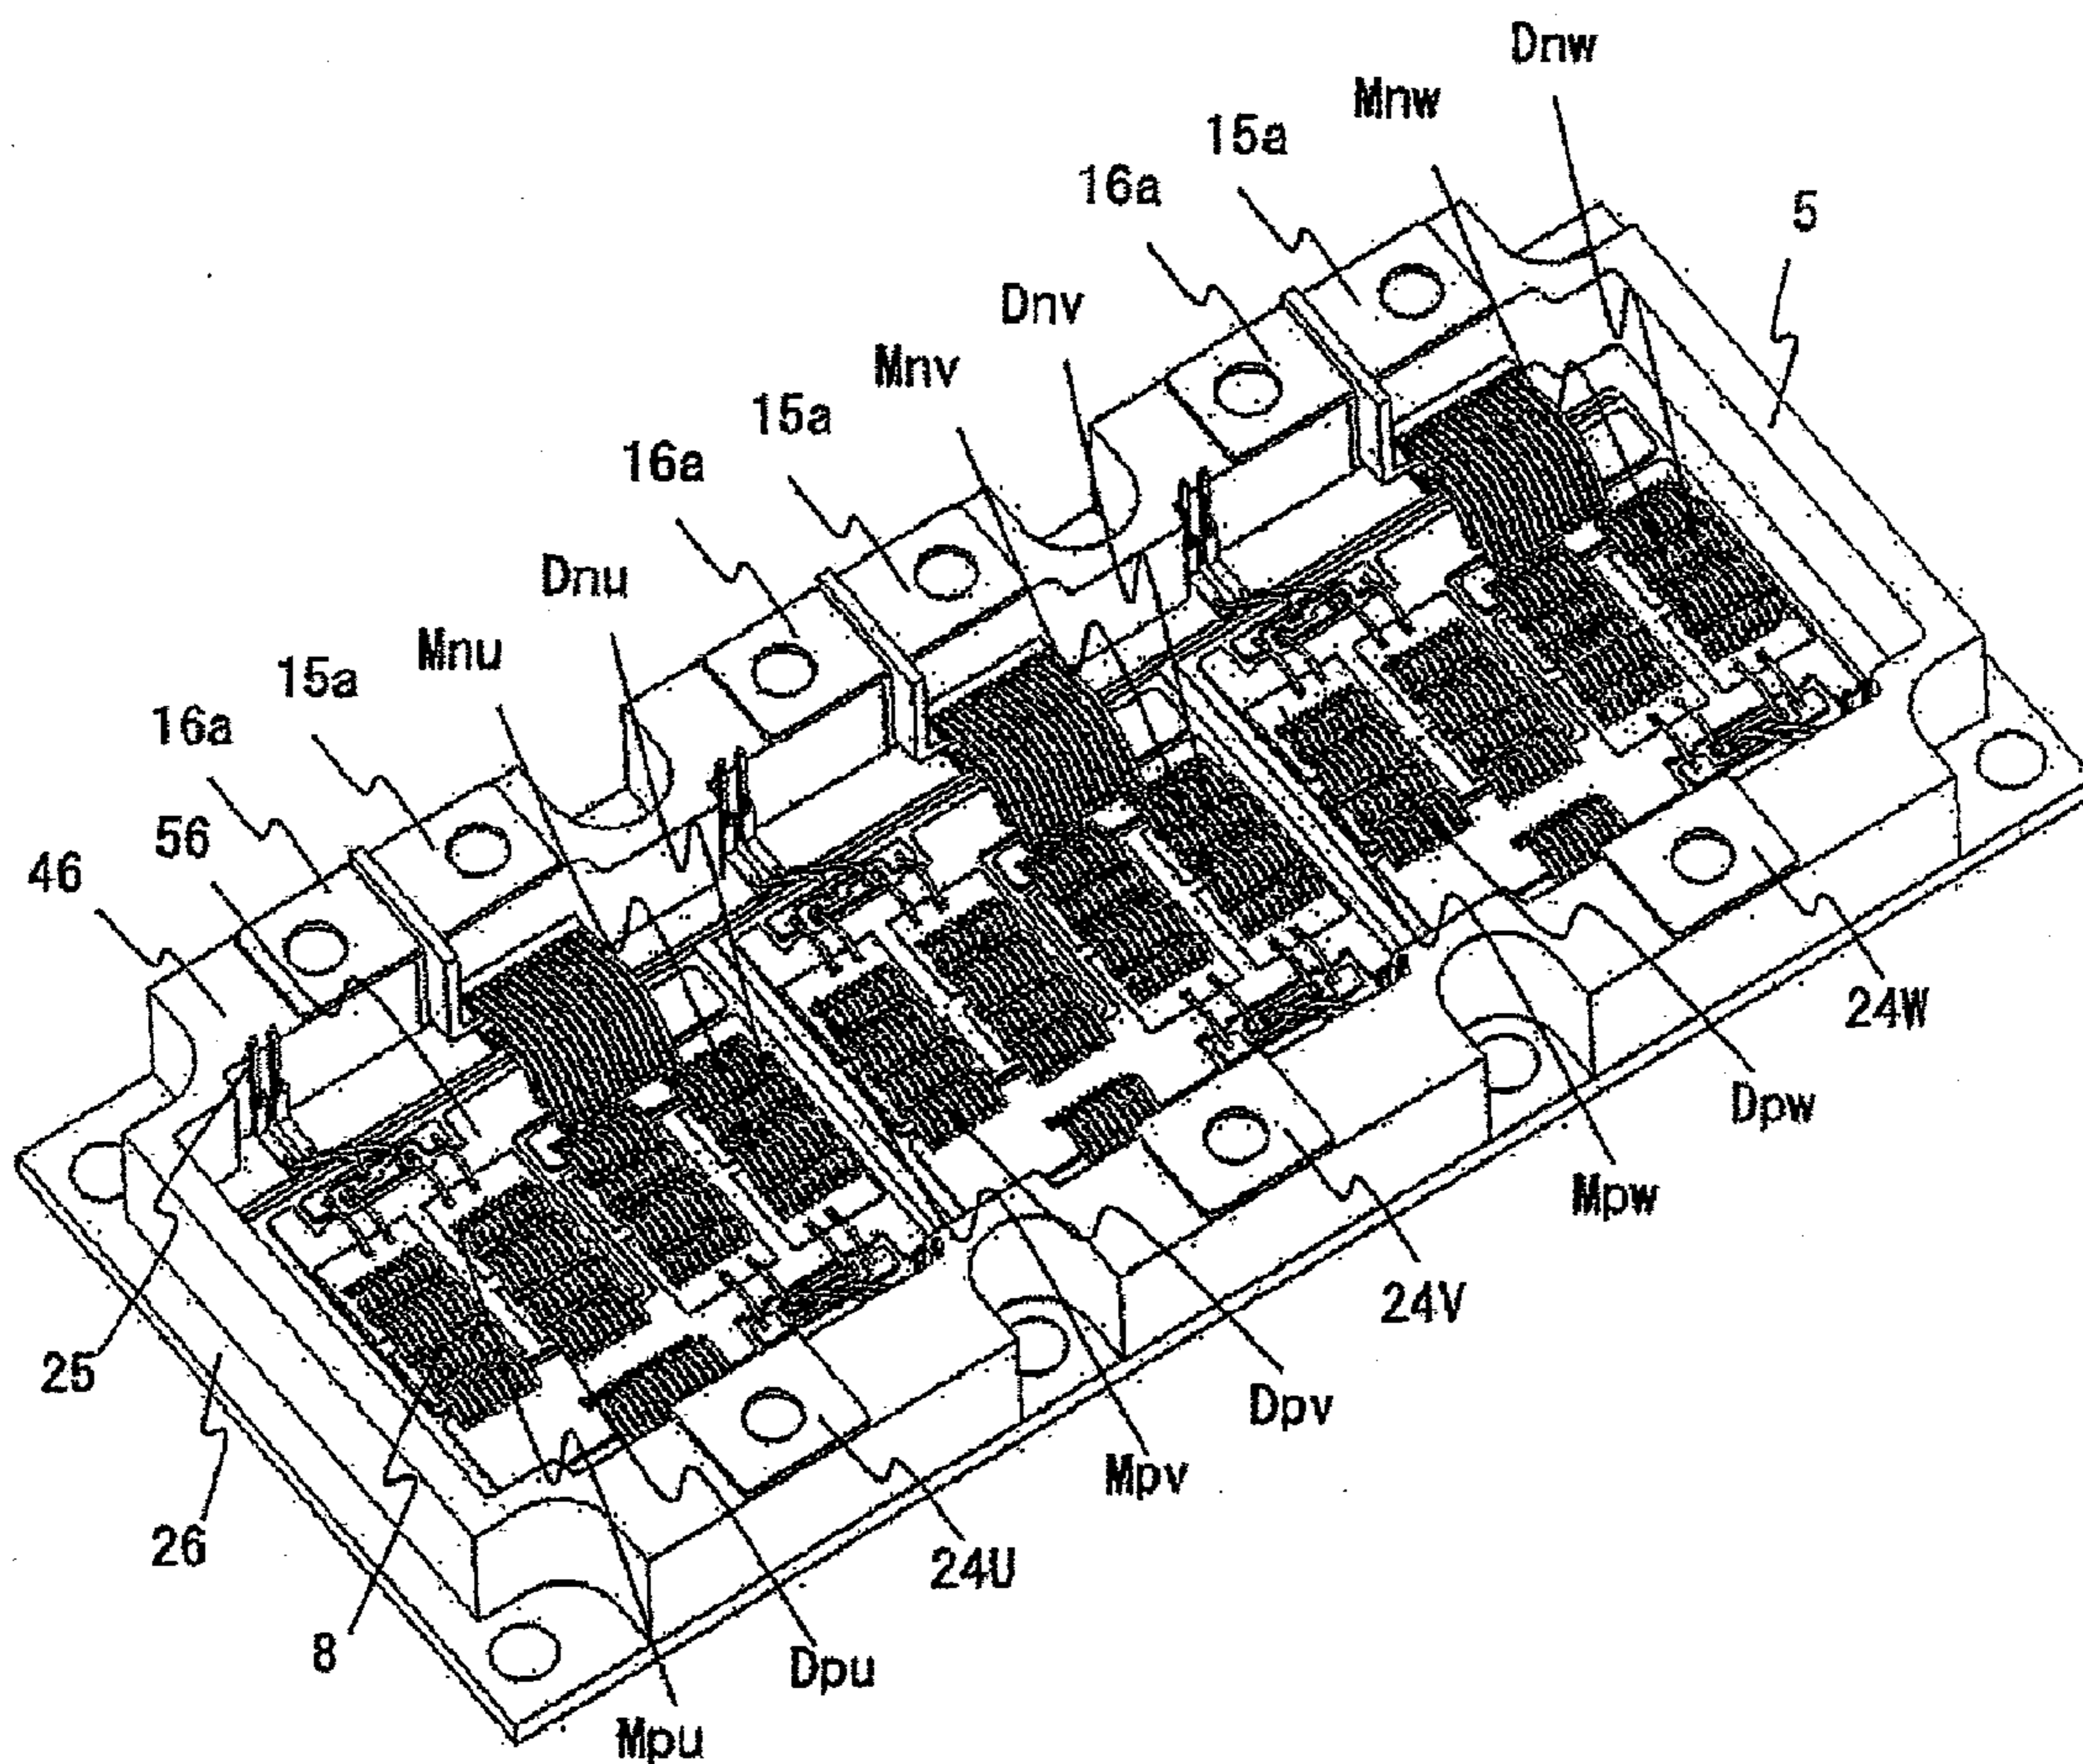 Dnw
Mnw
15a
16a
5
Dnv
Mnv
15a
16a
Dnu
Mnu
15a
16a
56
46
24W
Dpw
Mpw
24V
25
Dpv
Mpv
26
24U
8
Dpu
Mpu